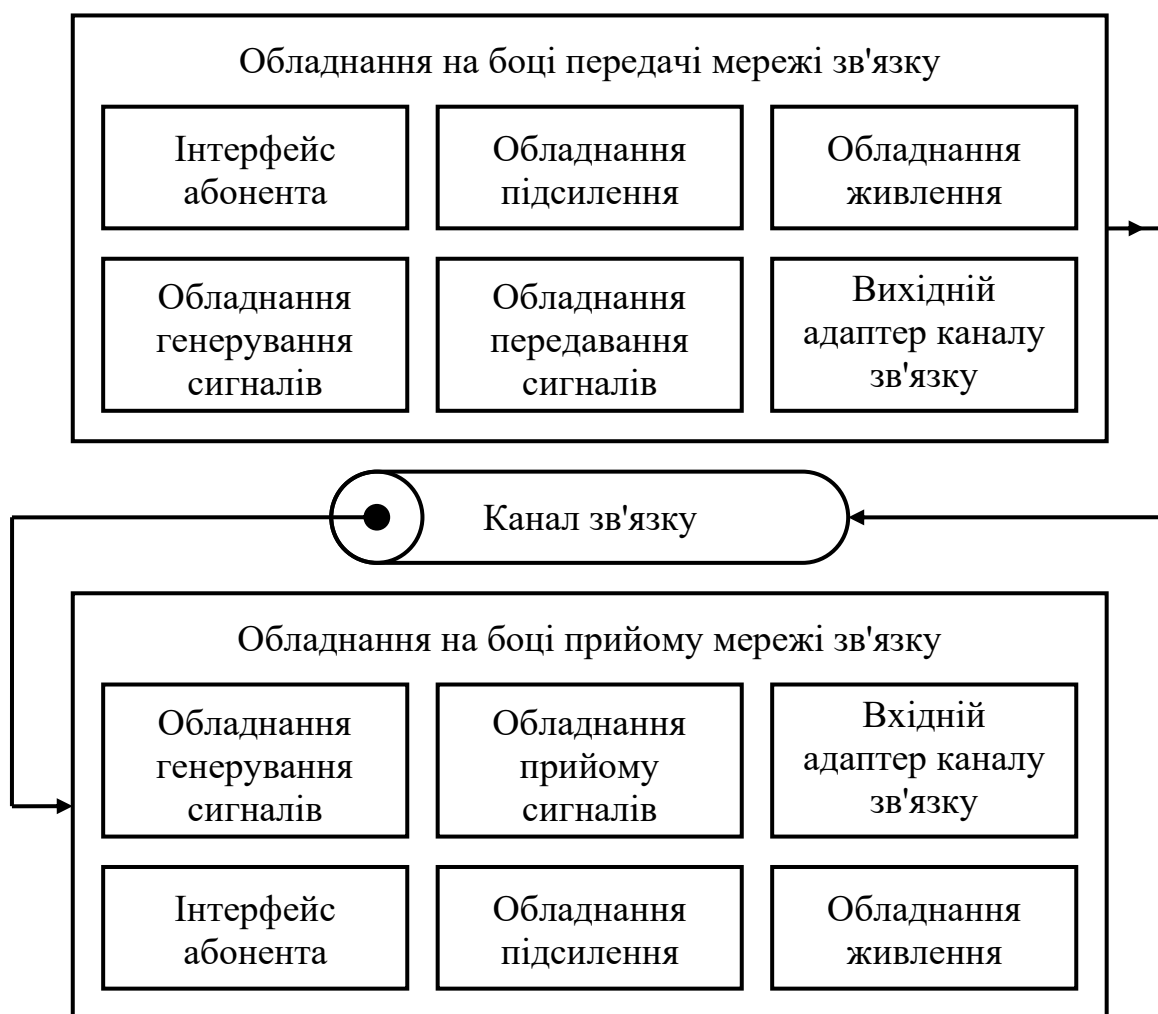 Обладнання на боці передачі мережі зв'язку
Інтерфейс
абонента
Обладнання
підсилення
Обладнання
живлення
Обладнання
генерування
сигналів
Обладнання
передавання
сигналів
Вихідній
адаптер каналу
зв'язку
Канал зв'язку
Обладнання на боці прийому мережі зв'язку
Обладнання
генерування
сигналів
Обладнання
прийому
сигналів
Вхідній
адаптер каналу
зв'язку
Інтерфейс
абонента
Обладнання
підсилення
Обладнання
живлення